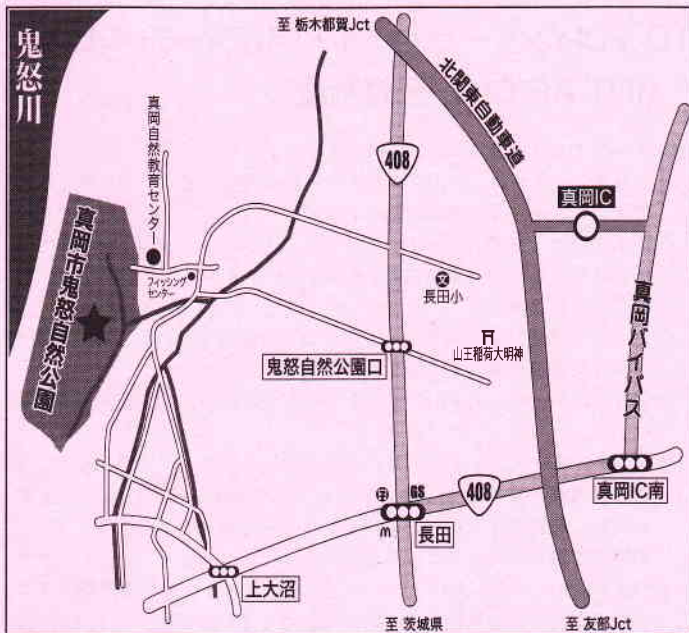 至 栃木都賀Jct
鬼怒川
北関東自動車道
真岡自然教育センター
408
真岡IC
真岡市鬼怒自然公園
フィッシング
センター
文
長田小
真岡バイパス
山王稲荷大明神
鬼怒自然公園口
GS
408
真岡IC南
m
長田
上大沼
至 茨城県
至 友部Jct